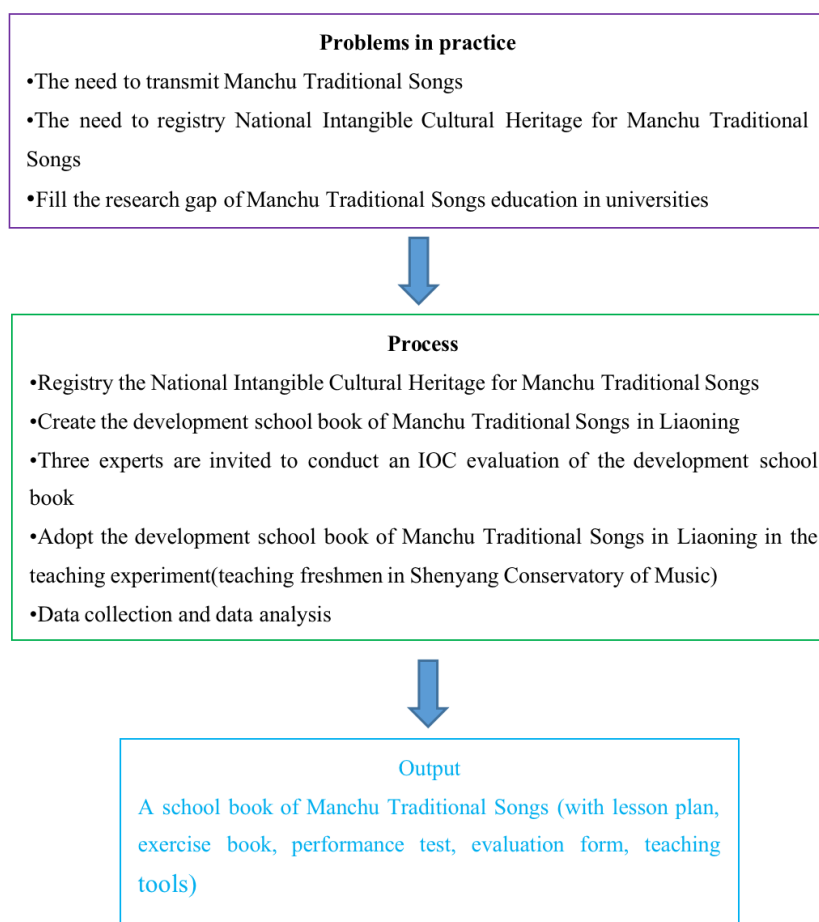 Problems in practice
•The need to transmit Manchu Traditional Songs
•The need to registry National Intangible Cultural Heritage for Manchu Traditional
Songs
•Fill the research gap of Manchu Traditional Songs education in universities
Process
•Registry the National Intangible Cultural Heritage for Manchu Traditional Songs
•Create the development school book of Manchu Traditional Songs in Liaoning
•Three experts are invited to conduct an IOC evaluation of the development school
book
•Adopt the development school book of Manchu Traditional Songs in Liaoning in the
teaching experiment(teaching freshmen in Shenyang Conservatory of Music)
•Data collection and data analysis
Output
A school book of Manchu Traditional Songs (with lesson plan,
exercise book, performance test, evaluation form, teaching
tools)